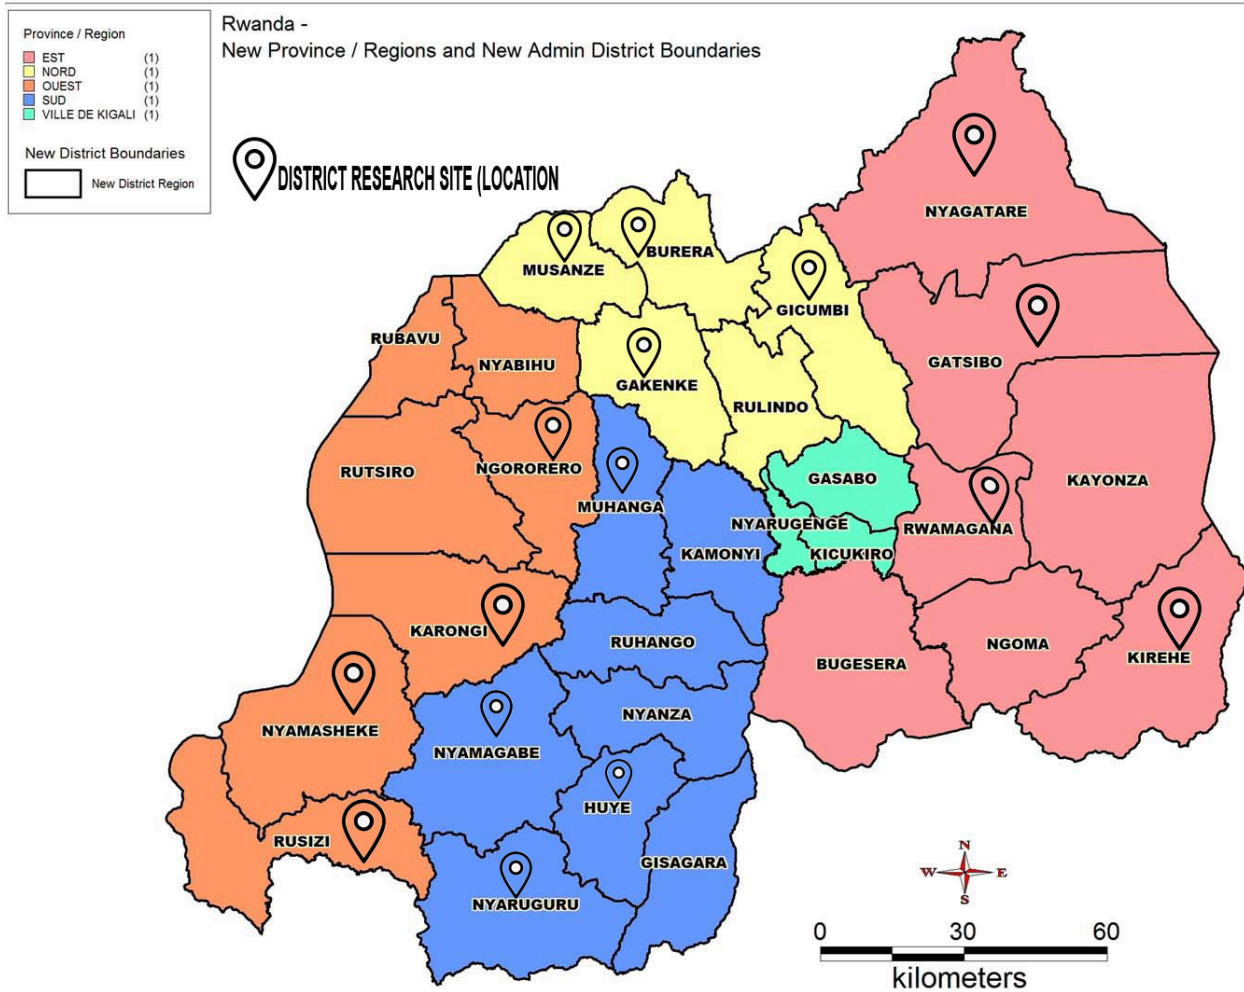 Rwanda -
New Province / Regions and New Admin District Boundaries
Province / Region
EST (1)
NORD (1)
OUEST (1)
SUD (1)
VILLE DE KIGALI (1)
New District Boundaries
New District Region
DISTRICT RESEARCH SITE (LOCATION
NYAGATARE
MUSANZE
BURERA
GICUMBI
RUBAVU
NYABIHU
GAKENKE
RULINDO
GATSIBO
RUTSIRO
NGORORERO
MUHANGA
GASABO
KAYONZA
NYARUGENGE
RWAMAGANA
KAMONYI
KICUKIRO
KARONGI
RUHANGO
BUGESERA
NGOMA
KIREHE
NYAMASHEKE
NYANZA
NYAMAGABE
HUYE
RUSIZI
GISAGARA
NYARUGURU
N
W E
S
0 30 60
kilometers